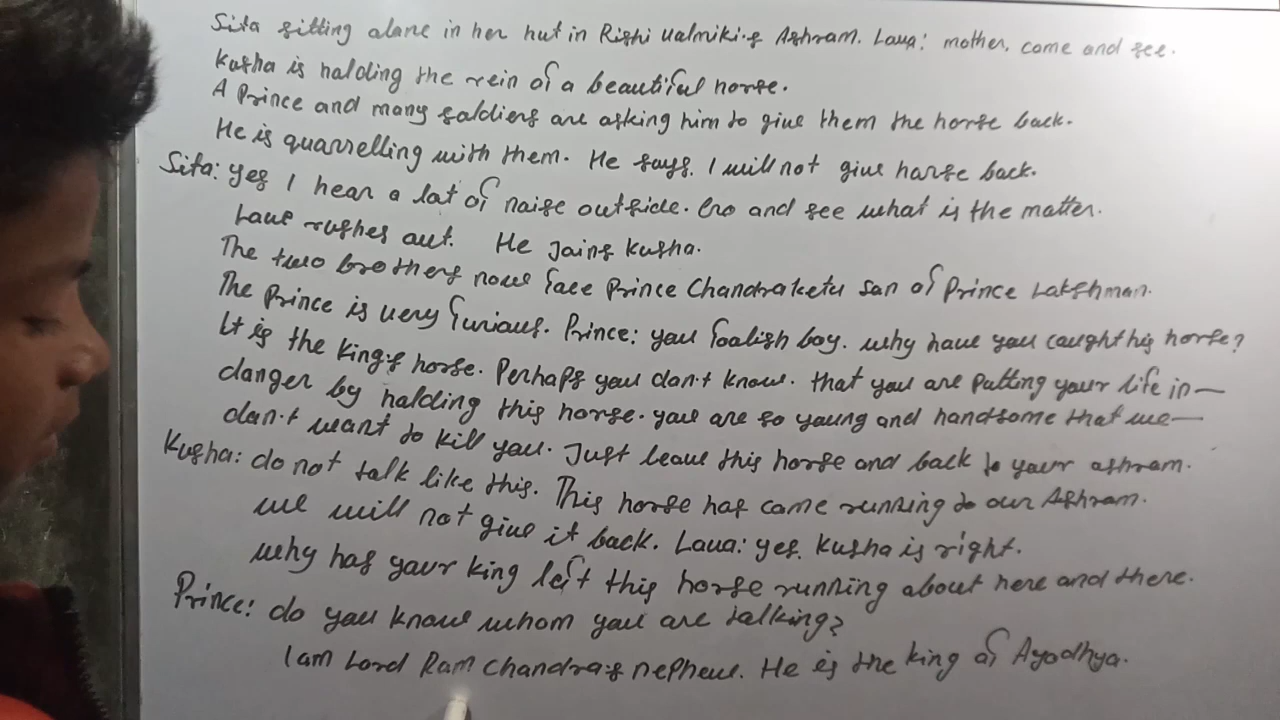 Sita sitting alone in her hut in Rishi valmiki's Ashram. Lava: mother, come and see.
Kusha is holding the rein of a beautiful horse.
A Prince and many soldiers are asking him to give them the horse back.
He is quarrelling with them. He says. I will not give horse back.
Sita: yes I hear a lot of noise outside. Go and see what is the matter.
Lava rushes out. He joins Kusha.
The two brothers now face Prince Chandraketu son of Prince Lakshman.
The Prince is very furious. Prince: you foolish boy. why have you caught his horse?
It is the king's horse. Perhaps you don't know. that you are putting your life in—
danger by holding this horse. you are so young and handsome that we—
don't want to kill you. Just leave this horse and back to your ashram.
Kusha: do not talk like this. This horse has come running to our Ashram.
we will not give it back. Lava: yes. Kusha is right.
why has your king left this horse running about here and there.
Prince: do you know whom you are talking?
I am Lord Ram Chandra's nephew. He is the king of Ayodhya.